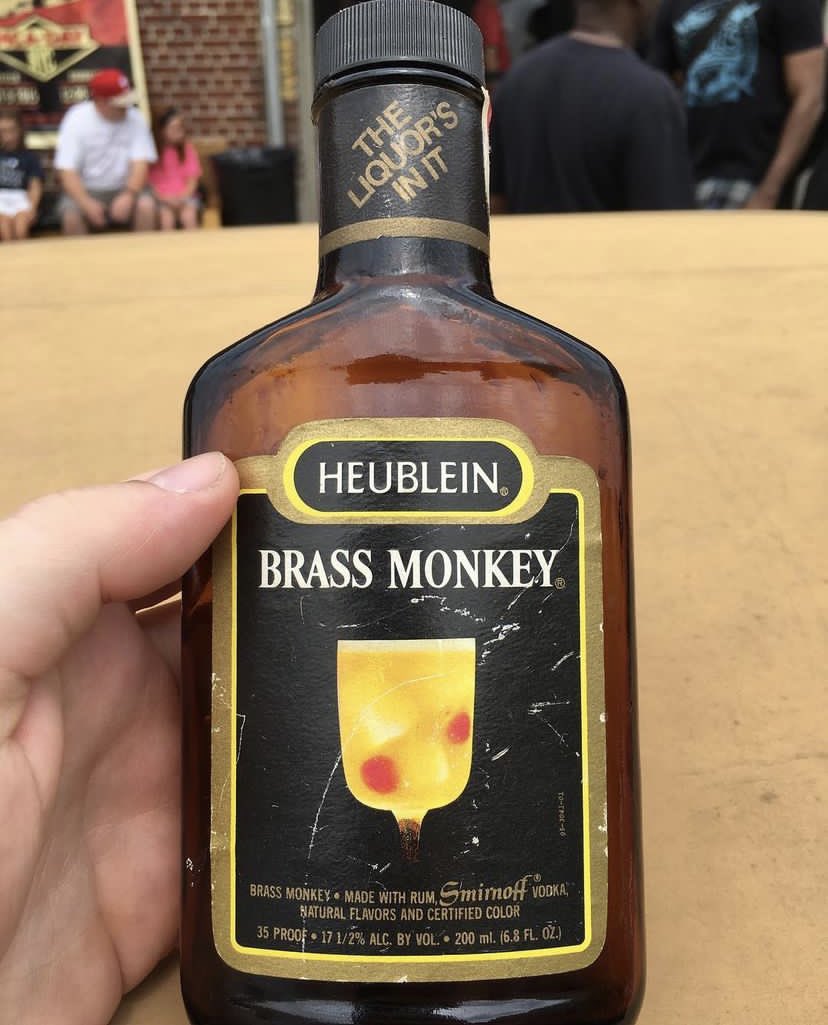 THE
LIQUOR'S
IN IT
HEUBLEIN®
BRASS MONKEY®
BRASS MONKEY • MADE WITH RUM, Smirnoff® VODKA,
NATURAL FLAVORS AND CERTIFIED COLOR
35 PROOF • 17 1/2% ALC. BY VOL. • 200 ml. (6.8 FL. OZ.)